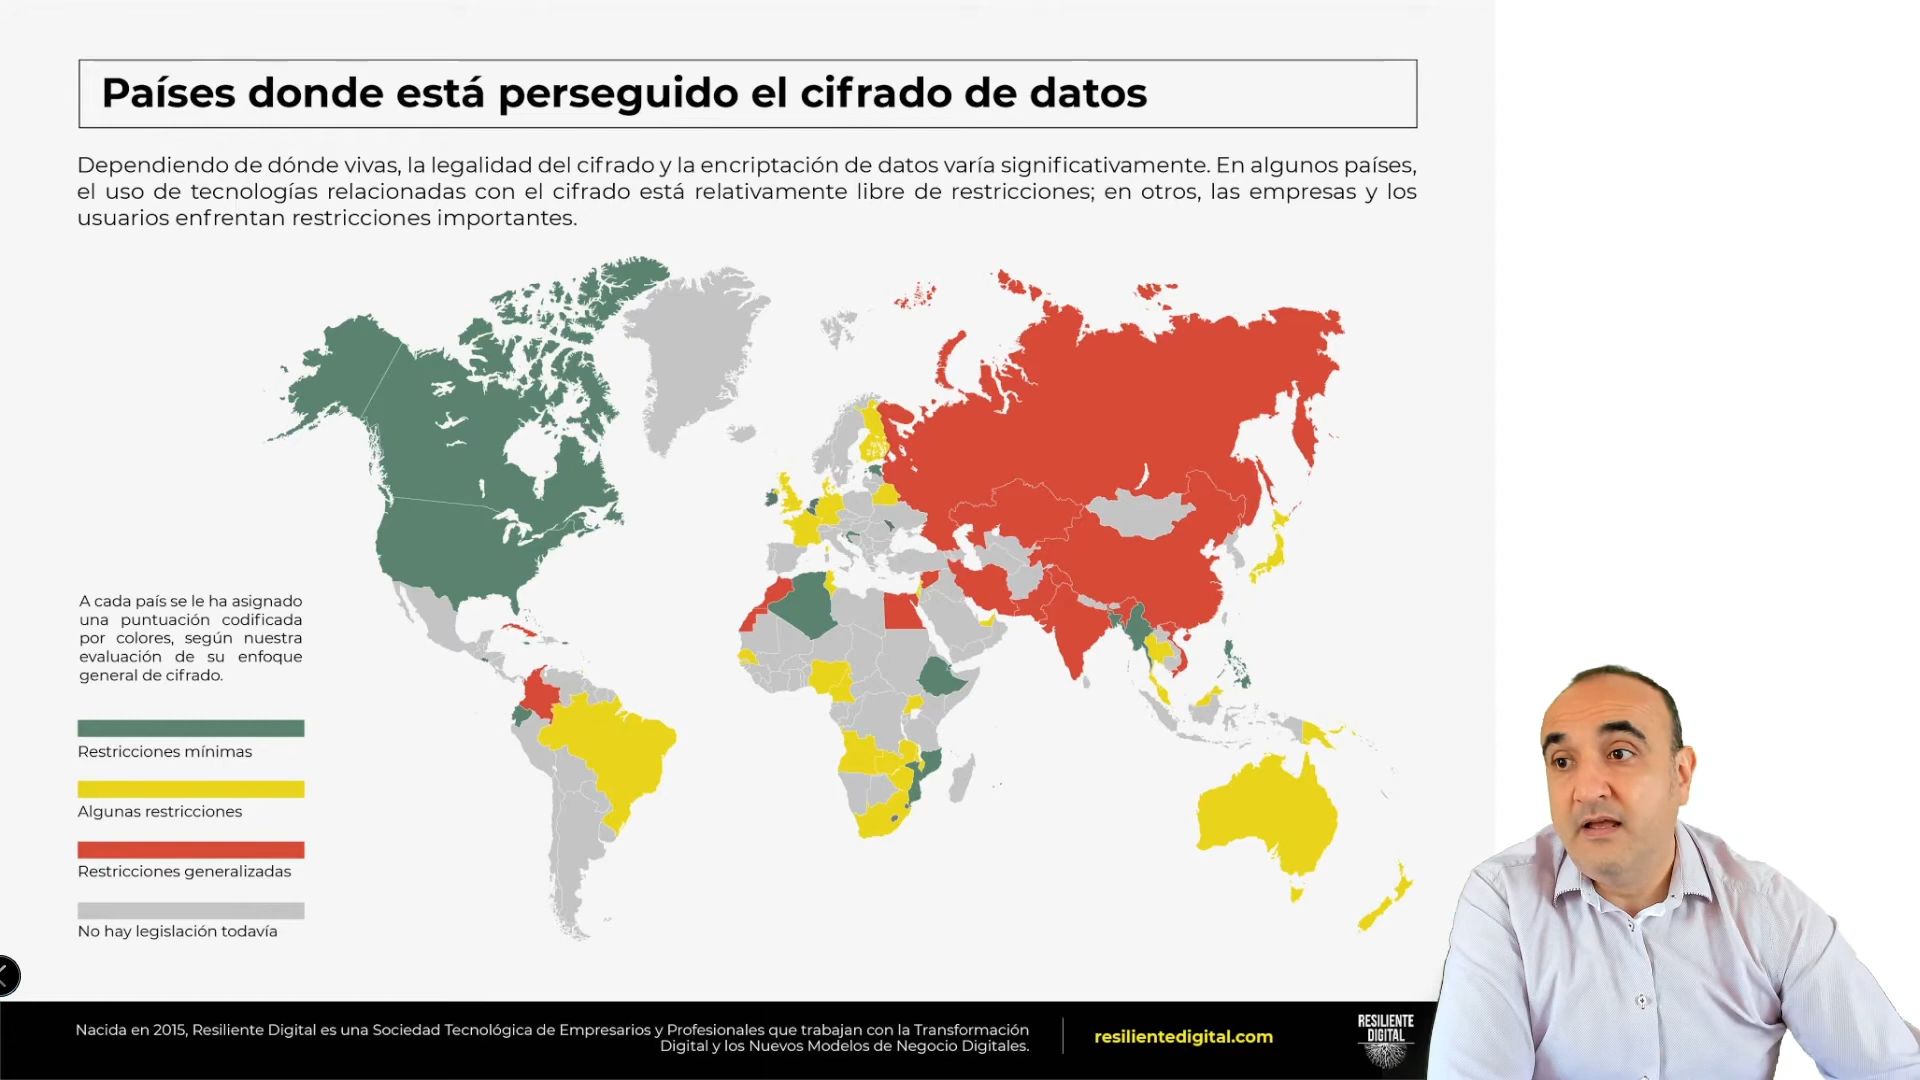 Países donde está perseguido el cifrado de datos
Dependiendo de dónde vivas, la legalidad del cifrado y la encriptación de datos varía significativamente. En algunos países,
el uso de tecnologías relacionadas con el cifrado está relativamente libre de restricciones; en otros, las empresas y los
usuarios enfrentan restricciones importantes.
A cada país se le ha asignado
una puntuación codificada
por colores, según nuestra
evaluación de su enfoque
general de cifrado.
Restricciones mínimas
Algunas restricciones
Restricciones generalizadas
No hay legislación todavía
Nacida en 2015, Resiliente Digital es una Sociedad Tecnológica de Empresarios y Profesionales que trabajan con la Transformación
Digital y los Nuevos Modelos de Negocio Digitales.
resilientedigital.com
RESILIENTE
DIGITAL